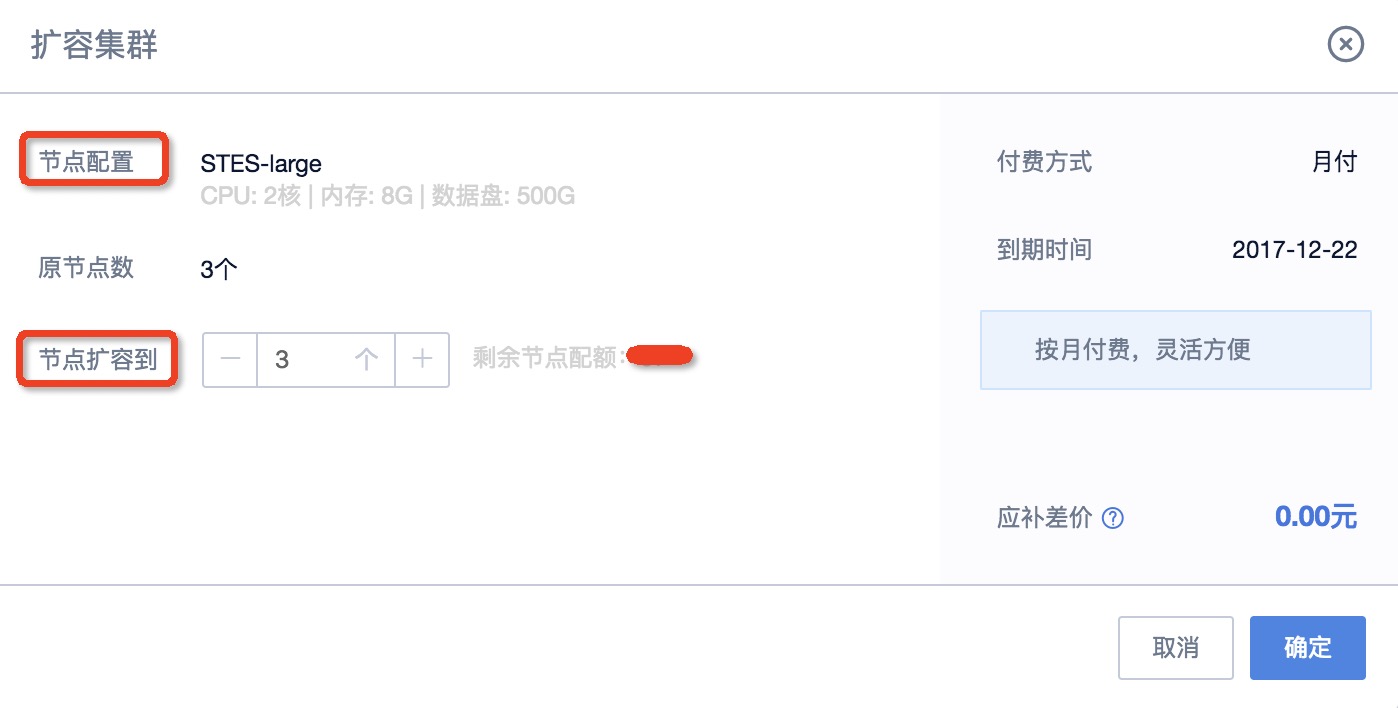 扩容集群
节点配置
STES-large
CPU: 2核 | 内存: 8G | 数据盘: 500G
原节点数
3个
节点扩容到
3 个
剩余节点配额:
付费方式
月付
到期时间
2017-12-22
按月付费，灵活方便
应补差价
0.00元
取消
确定